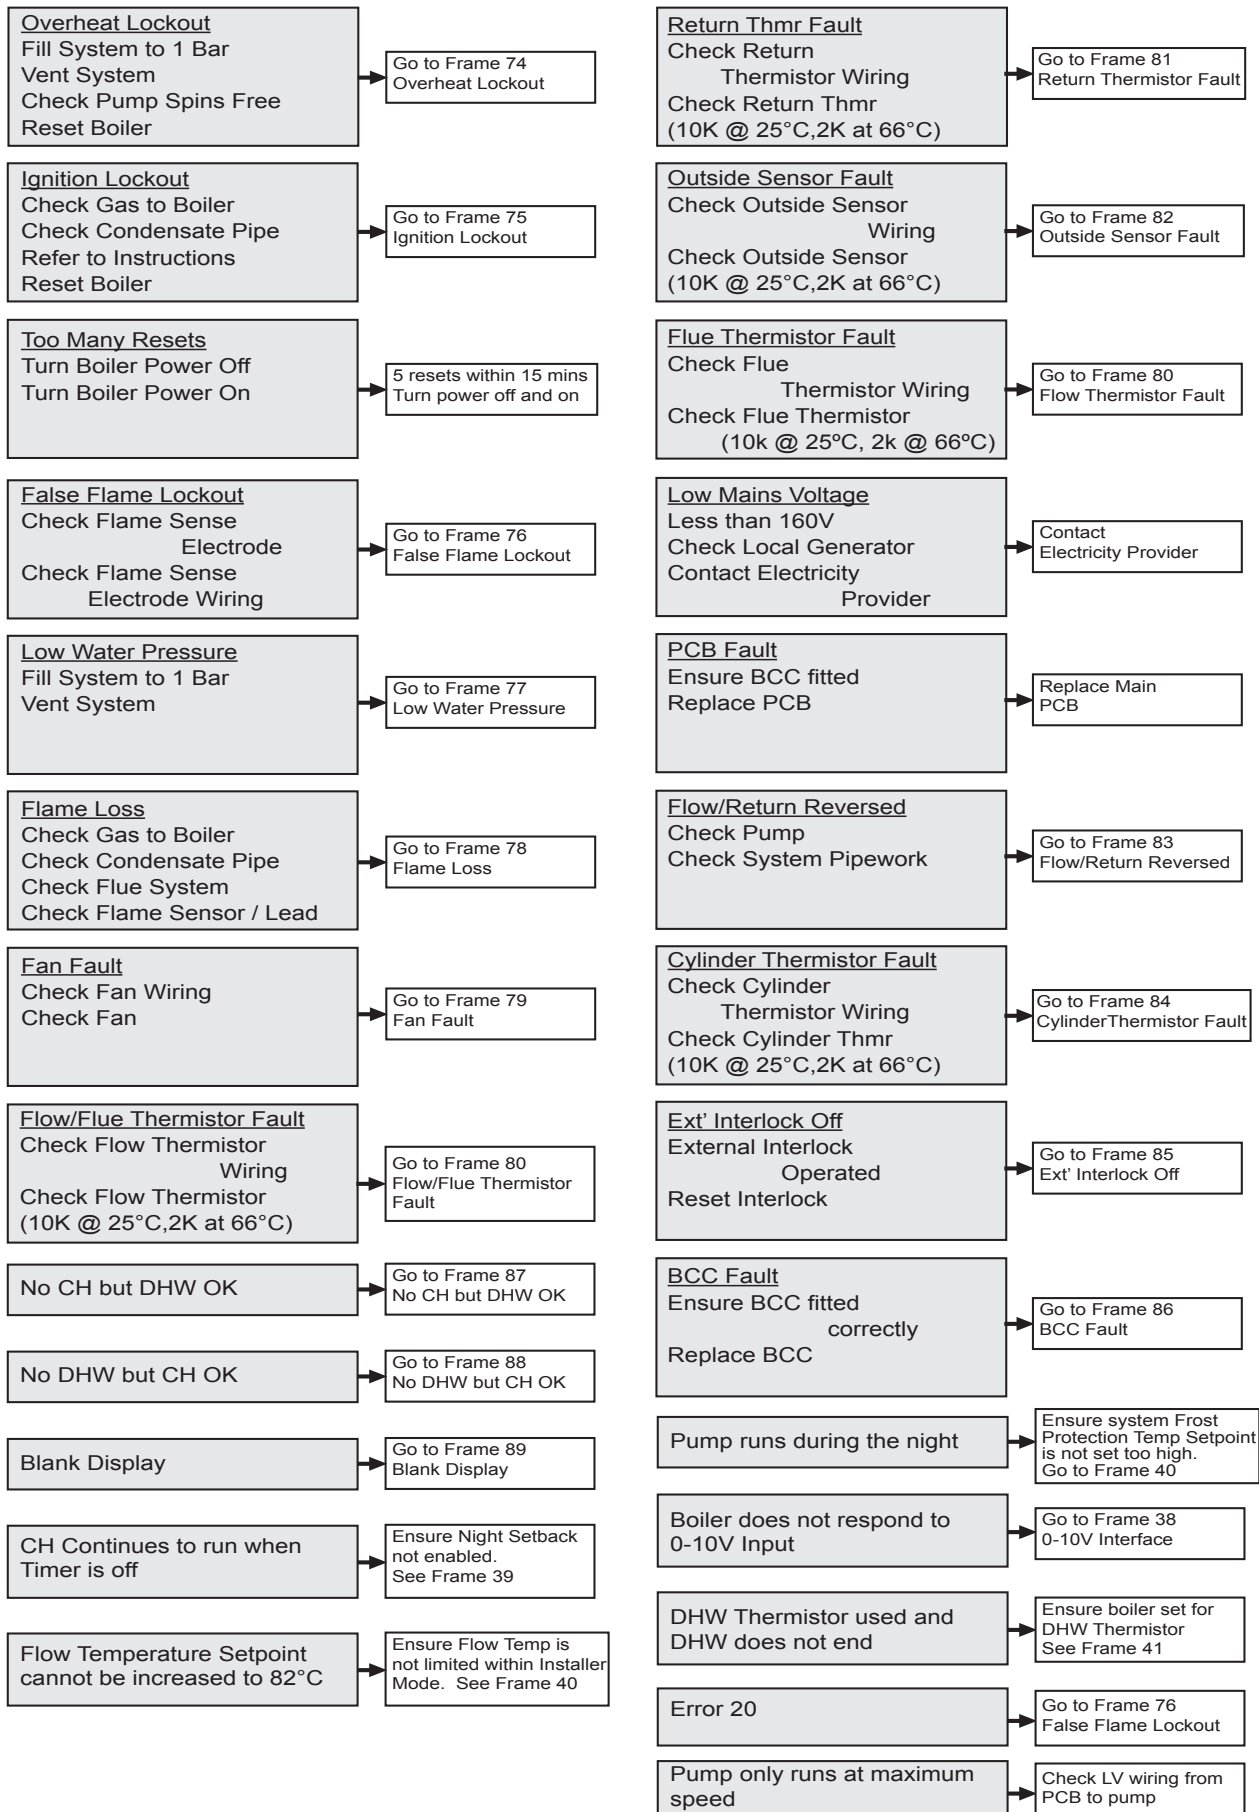 Overheat Lockout
Fill System to 1 Bar
Vent System
Check Pump Spins Free
Reset Boiler
Go to Frame 74
Overheat Lockout
Ignition Lockout
Check Gas to Boiler
Check Condensate Pipe
Refer to Instructions
Reset Boiler
Go to Frame 75
Ignition Lockout
Too Many Resets
Turn Boiler Power Off
Turn Boiler Power On
5 resets within 15 mins
Turn power off and on
False Flame Lockout
Check Flame Sense
Electrode
Check Flame Sense
Electrode Wiring
Go to Frame 76
False Flame Lockout
Low Water Pressure
Fill System to 1 Bar
Vent System
Go to Frame 77
Low Water Pressure
Flame Loss
Check Gas to Boiler
Check Condensate Pipe
Check Flue System
Check Flame Sensor / Lead
Go to Frame 78
Flame Loss
Fan Fault
Check Fan Wiring
Check Fan
Go to Frame 79
Fan Fault
Flow/Flue Thermistor Fault
Check Flow Thermistor
Wiring
Check Flow Thermistor
(10K @ 25°C,2K at 66°C)
Go to Frame 80
Flow/Flue Thermistor
Fault
No CH but DHW OK
Go to Frame 87
No CH but DHW OK
No DHW but CH OK
Go to Frame 88
No DHW but CH OK
Blank Display
Go to Frame 89
Blank Display
CH Continues to run when
Timer is off
Ensure Night Setback
not enabled.
See Frame 39
Flow Temperature Setpoint
cannot be increased to 82°C
Ensure Flow Temp is
not limited within Installer
Mode. See Frame 40
Return Thmr Fault
Check Return
Thermistor Wiring
Check Return Thmr
(10K @ 25°C,2K at 66°C)
Go to Frame 81
Return Thermistor Fault
Outside Sensor Fault
Check Outside Sensor
Wiring
Check Outside Sensor
(10K @ 25°C,2K at 66°C)
Go to Frame 82
Outside Sensor Fault
Flue Thermistor Fault
Check Flue
Thermistor Wiring
Check Flue Thermistor
(10k @ 25ºC, 2k @ 66ºC)
Go to Frame 80
Flow Thermistor Fault
Low Mains Voltage
Less than 160V
Check Local Generator
Contact Electricity
Provider
Contact
Electricity Provider
PCB Fault
Ensure BCC fitted
Replace PCB
Replace Main
PCB
Flow/Return Reversed
Check Pump
Check System Pipework
Go to Frame 83
Flow/Return Reversed
Cylinder Thermistor Fault
Check Cylinder
Thermistor Wiring
Check Cylinder Thmr
(10K @ 25°C,2K at 66°C)
Go to Frame 84
CylinderThermistor Fault
Ext' Interlock Off
External Interlock
Operated
Reset Interlock
Go to Frame 85
Ext' Interlock Off
BCC Fault
Ensure BCC fitted
correctly
Replace BCC
Go to Frame 86
BCC Fault
Pump runs during the night
Ensure system Frost
Protection Temp Setpoint
is not set too high.
Go to Frame 40
Boiler does not respond to
0-10V Input
Go to Frame 38
0-10V Interface
DHW Thermistor used and
DHW does not end
Ensure boiler set for
DHW Thermistor
See Frame 41
Error 20
Go to Frame 76
False Flame Lockout
Pump only runs at maximum
speed
Check LV wiring from
PCB to pump